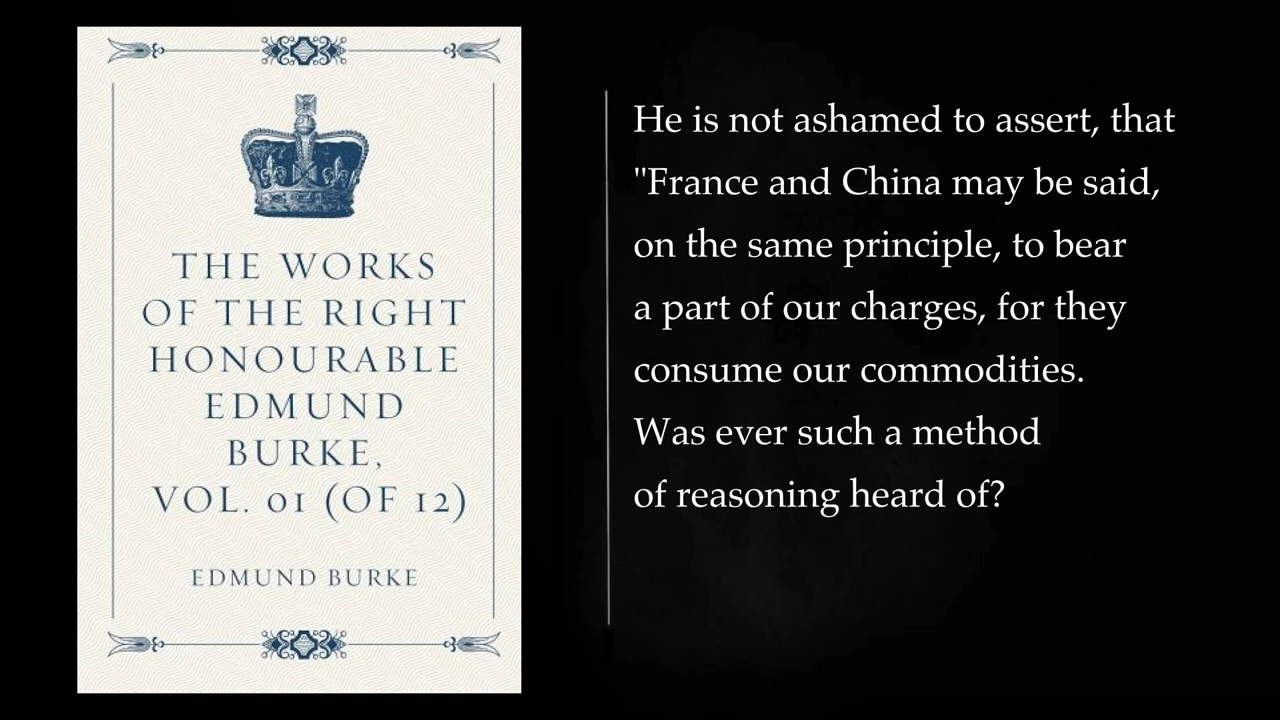 THE WORKS
OF THE RIGHT
HONOURABLE
EDMUND
BURKE,
VOL. 01 (OF 12)
EDMUND BURKE
He is not ashamed to assert, that
"France and China may be said,
on the same principle, to bear
a part of our charges, for they
consume our commodities.
Was ever such a method
of reasoning heard of?